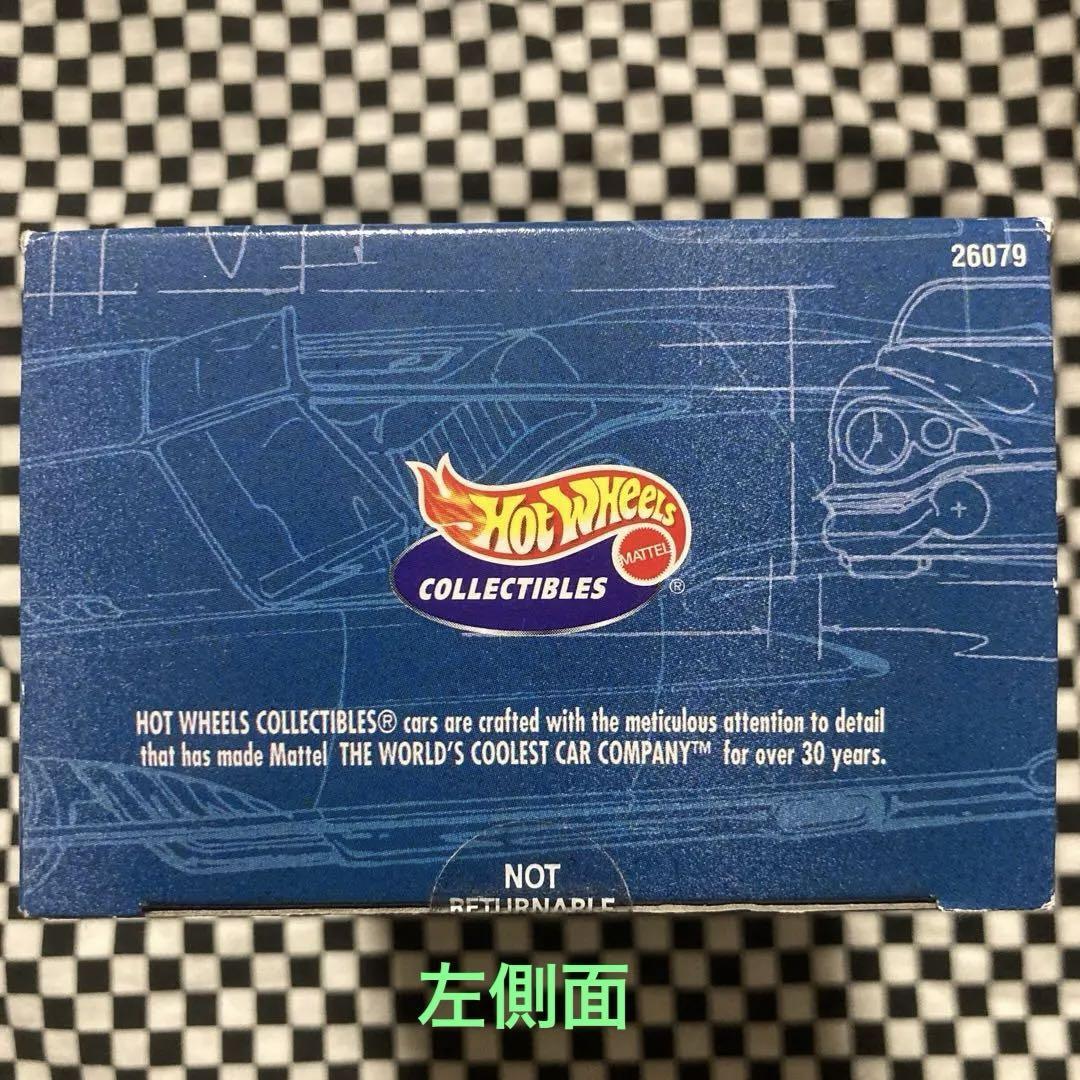 26079
HOT WHEELS
MATTEL
COLLECTIBLES ®
HOT WHEELS COLLECTIBLES® cars are crafted with the meticulous attention to detail
that has made Mattel THE WORLD'S COOLEST CAR COMPANY™ for over 30 years.
NOT
RETURNABLE
左側面